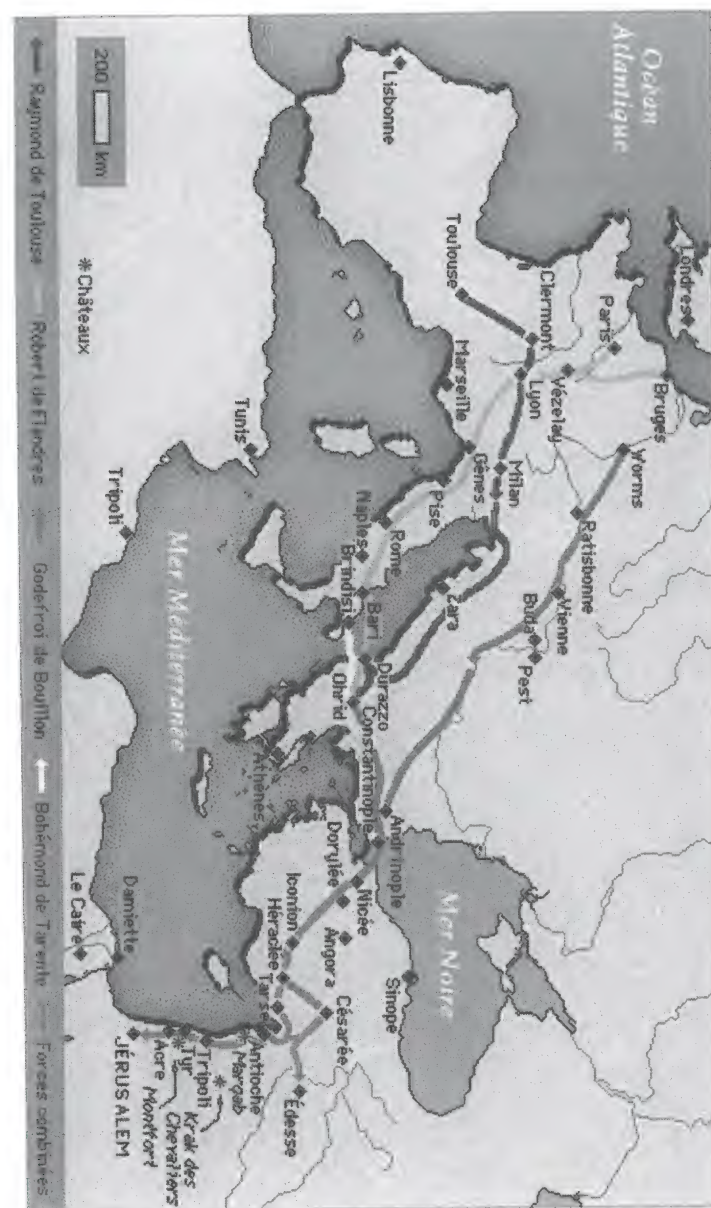 Océan
Atlantique
Londres
Bruges
Paris
Worms
Vézelay
Ratisbonne
Clermont
Lyon
Vienne
Buda
Pest
Toulouse
Milan
Lisbonne
Marseille
Gênes
Pise
Zara
Rome
Naples
Bari
Brindisi
Durazzo
Ohrid
Constantinople
Andrinople
Mer Noire
Sinope
Nicée
Dorylée
Angora
Athènes
Iconion
Héraclée
Tarse
Césarée
Édesse
Antioche
Marqab
Tripoli
Krak des
Chevaliers
Tyr
Acre
Montfort
JÉRUSALEM
Damiette
Le Caire
Mer Méditerranée
Tunis
Tripoli
*Châteaux
200 km
Raymond de Toulouse
Robert de Flandres
Godefroi de Bouillon
Bohémond de Tarente
Forces combinées